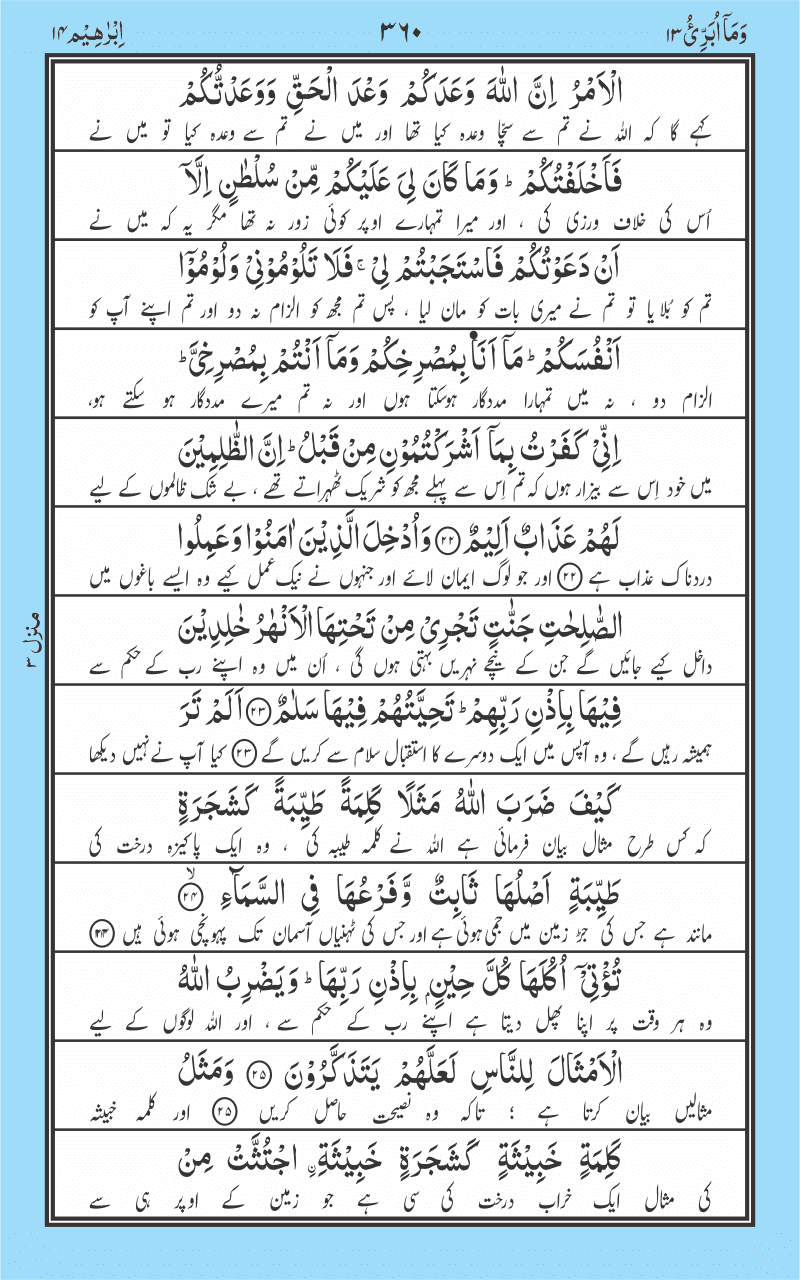 وَمَآ اُبَرِّئُ ١٣
٣٦٠
اِبْرٰهِيْم ١٤
الْاَمْرُ اِنَّ اللّٰهَ وَعَدَكُمْ وَعْدَ الْحَقِّ وَوَعَدْتُّكُمْ
کہے گا کہ اللہ نے تم سے سچّا وعدہ کیا تھا اور میں نے تم سے وعدہ کیا تو میں نے
فَاَخْلَفْتُكُمْ ؕ وَمَا كَانَ لِىَ عَلَيْكُمْ مِّنْ سُلْطٰنٍ اِلَّآ
اُس کی خلاف ورزی کی ، اور میرا تمہارے اوپر کوئی زور نہ تھا مگر یہ کہ میں نے
اَنْ دَعَوْتُكُمْ فَاسْتَجَبْتُمْ لِىْ ۚ فَلَا تَلُوْمُوْنِىْ وَلُوْمُوْۤا
تم کو بُلایا تو تم نے میری بات کو مان لیا ، پس تم مجھ کو الزام نہ دو اور تم اپنے آپ کو
اَنْفُسَكُمْ ؕ مَآ اَنَا۟ بِمُصْرِخِكُمْ وَمَآ اَنْتُمْ بِمُصْرِخِىَّ ؕ
الزام دو ، نہ میں تمہارا مددگار ہوسکتا ہوں اور نہ تم میرے مددگار ہو سکتے ہو،
اِنِّىْ كَفَرْتُ بِمَآ اَشْرَكْتُمُوْنِ مِنْ قَبْلُ ؕ اِنَّ الظّٰلِمِيْنَ
میں خود اِس سے بیزار ہوں کہ تم اِس سے پہلے مجھ کو شریک ٹھہراتے تھے ، بے شک ظالموں کے لیے
لَهُمْ عَذَابٌ اَلِيْمٌ ٢٢ وَاُدْخِلَ الَّذِيْنَ اٰمَنُوْا وَعَمِلُوا
دردناک عذاب ہے ٢٢ اور جو لوگ ایمان لائے اور جنہوں نے نیک عمل کیے وہ ایسے باغوں میں
الصّٰلِحٰتِ جَنّٰتٍ تَجْرِىْ مِنْ تَحْتِهَا الْاَنْهٰرُ خٰلِدِيْنَ
داخل کیے جائیں گے جن کے نیچے نہریں بہتی ہوں گی ، اُن میں وہ اپنے رب کے حکم سے
منزل ٣
فِيْهَا بِاِذْنِ رَبِّهِمْ ؕ تَحِيَّتُهُمْ فِيْهَا سَلٰمٌ ٢٣ اَلَمْ تَرَ
ہمیشہ رہیں گے ، وہ آپس میں ایک دوسرے کا استقبال سلام سے کریں گے ٢٣ کیا آپ نے نہیں دیکھا
كَيْفَ ضَرَبَ اللّٰهُ مَثَلًا كَلِمَةً طَيِّبَةً كَشَجَرَةٍ
کہ کس طرح مثال بیان فرمائی ہے اللہ نے کلمہ طیبہ کی ، وہ ایک پاکیزہ درخت کی
طَيِّبَةٍ اَصْلُهَا ثَابِتٌ وَّفَرْعُهَا فِى السَّمَآءِ ٢٤ ۙ
مانند ہے جس کی جڑ زمین میں جمی ہوئی ہے اور جس کی ٹہنیاں آسمان تک پہونچی ہوئی ہیں ٢٤
تُؤْتِىْۤ اُكُلَهَا كُلَّ حِيْنٍۭ بِاِذْنِ رَبِّهَا ؕ وَيَضْرِبُ اللّٰهُ
وہ ہر وقت پر اپنا پھل دیتا ہے اپنے رب کے حکم سے ، اور اللہ لوگوں کے لیے
الْاَمْثَالَ لِلنَّاسِ لَعَلَّهُمْ يَتَذَكَّرُوْنَ ٢٥ وَمَثَلُ
مثالیں بیان کرتا ہے ؛ تاکہ وہ نصیحت حاصل کریں ٢٥ اور کلمہ خبیثہ
كَلِمَةٍ خَبِيْثَةٍ كَشَجَرَةٍ خَبِيْثَةِ ۨ اجْتُثَّتْ مِنْ
کی مثال ایک خراب درخت کی سی ہے جو زمین کے اوپر ہی سے